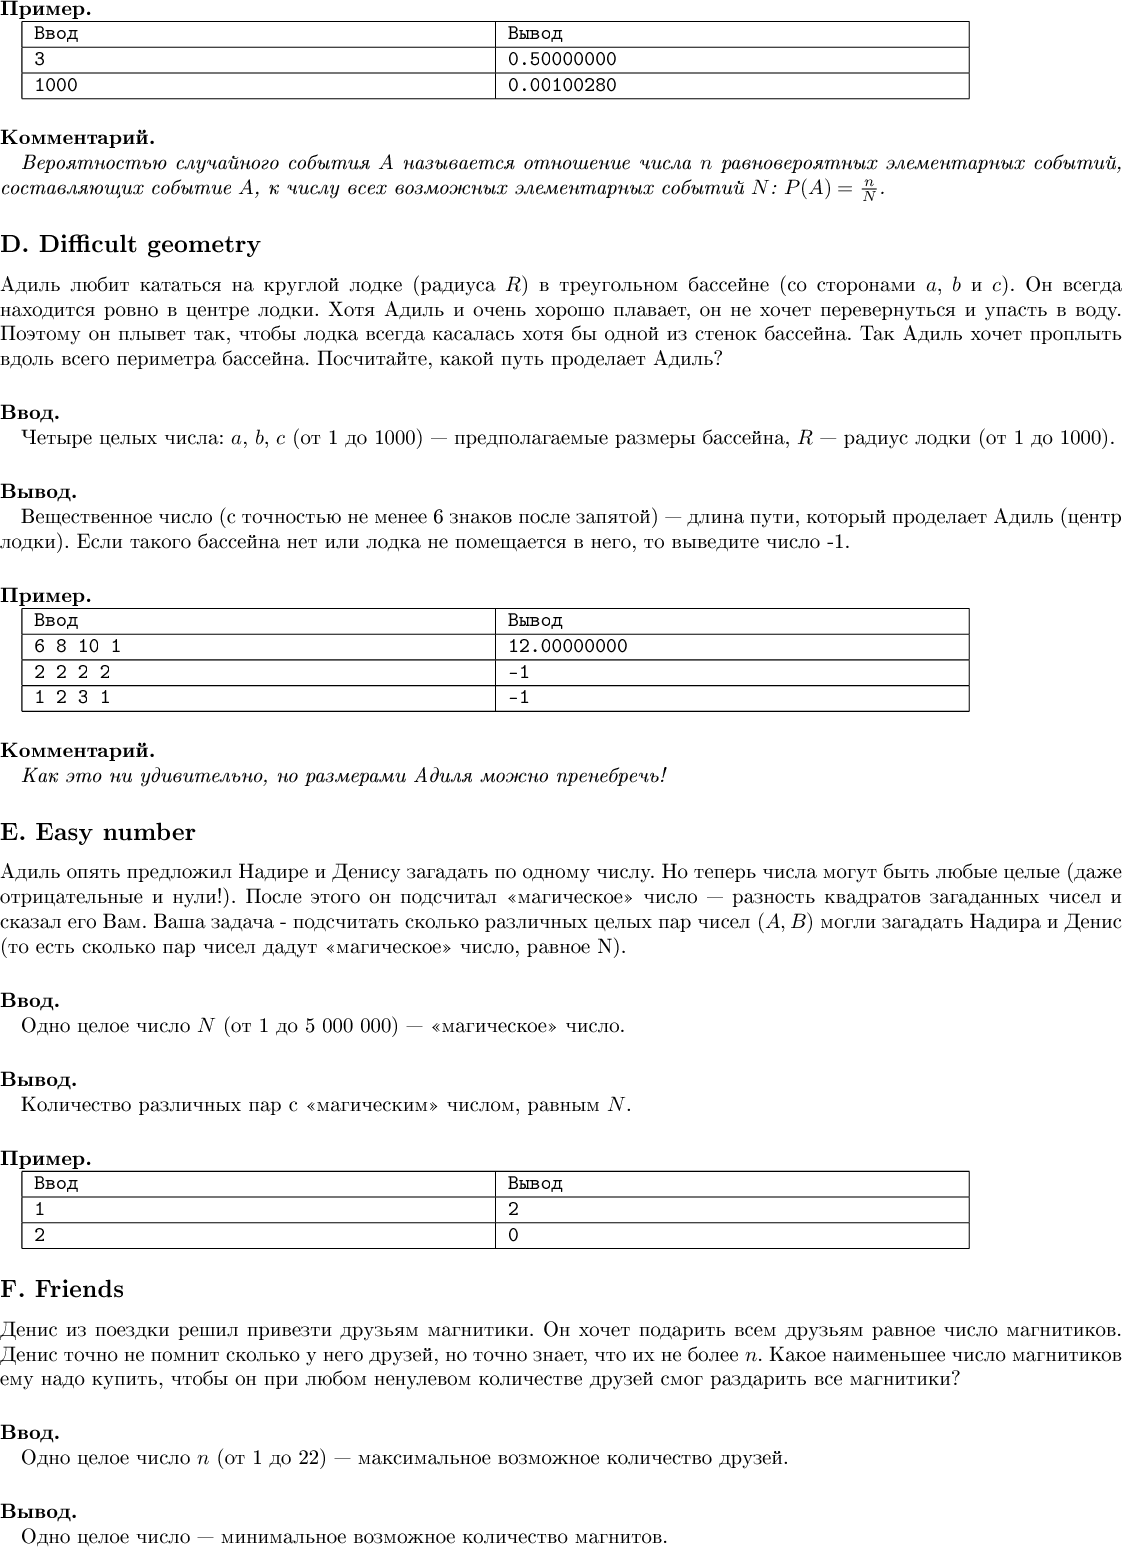 Пример.
Ввод Вывод
3 0.50000000
1000 0.00100280
Комментарий.
Вероятностью случайного события A называется отношение числа n равновероятных элементарных событий,
составляющих событие A, к числу всех возможных элементарных событий N: P(A) = n/N.
D. Difficult geometry
Адиль любит кататься на круглой лодке (радиуса R) в треугольном бассейне (со сторонами a, b и c). Он всегда
находится ровно в центре лодки. Хотя Адиль и очень хорошо плавает, он не хочет перевернуться и упасть в воду.
Поэтому он плывет так, чтобы лодка всегда касалась хотя бы одной из стенок бассейна. Так Адиль хочет проплыть
вдоль всего периметра бассейна. Посчитайте, какой путь проделает Адиль?
Ввод.
Четыре целых числа: a, b, c (от 1 до 1000) — предполагаемые размеры бассейна, R — радиус лодки (от 1 до 1000).
Вывод.
Вещественное число (с точностью не менее 6 знаков после запятой) — длина пути, который проделает Адиль (центр
лодки). Если такого бассейна нет или лодка не помещается в него, то выведите число -1.
Пример.
Ввод Вывод
6 8 10 1 12.00000000
2 2 2 2 -1
1 2 3 1 -1
Комментарий.
Как это ни удивительно, но размерами Адиля можно пренебречь!
E. Easy number
Адиль опять предложил Надире и Денису загадать по одному числу. Но теперь числа могут быть любые целые (даже
отрицательные и нули!). После этого он подсчитал «магическое» число — разность квадратов загаданных чисел и
сказал его Вам. Ваша задача - подсчитать сколько различных целых пар чисел (A, B) могли загадать Надира и Денис
(то есть сколько пар чисел дадут «магическое» число, равное N).
Ввод.
Одно целое число N (от 1 до 5 000 000) — «магическое» число.
Вывод.
Количество различных пар с «магическим» числом, равным N.
Пример.
Ввод Вывод
1 2
2 0
F. Friends
Денис из поездки решил привезти друзьям магнитики. Он хочет подарить всем друзьям равное число магнитиков.
Денис точно не помнит сколько у него друзей, но точно знает, что их не более n. Какое наименьшее число магнитиков
ему надо купить, чтобы он при любом ненулевом количестве друзей смог раздарить все магнитики?
Ввод.
Одно целое число n (от 1 до 22) — максимальное возможное количество друзей.
Вывод.
Одно целое число — минимальное возможное количество магнитов.